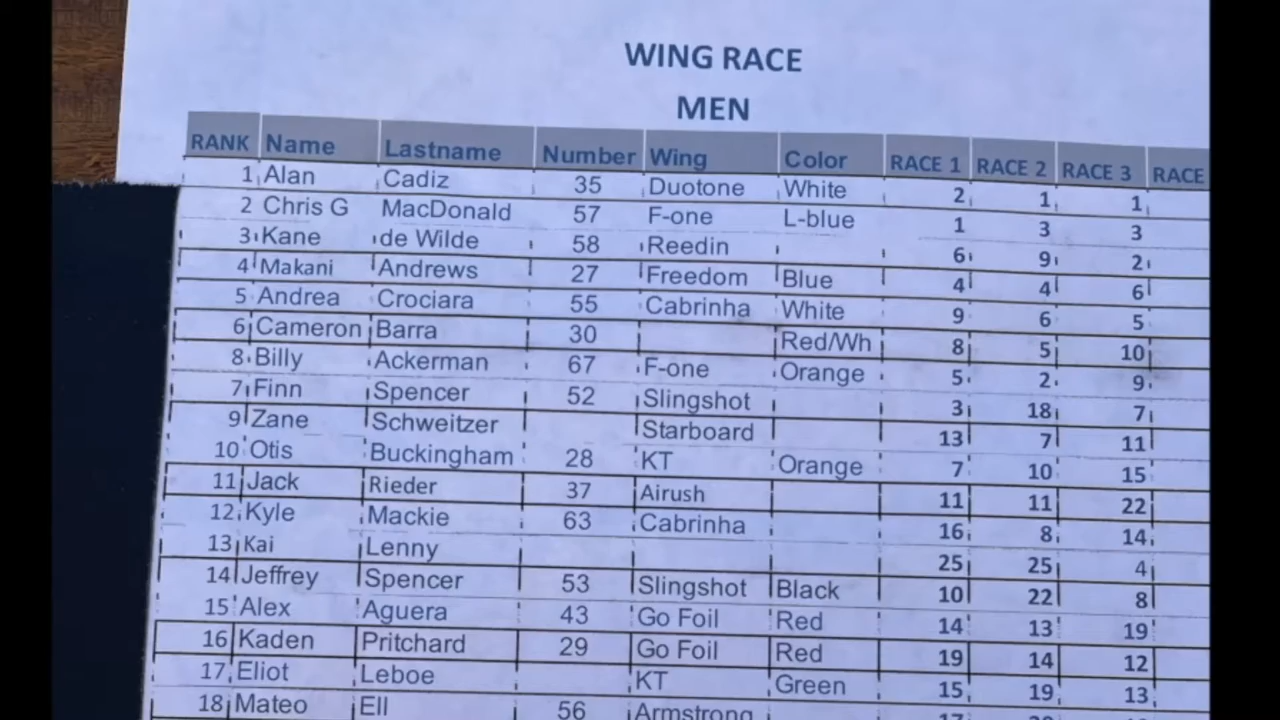 WING RACE
MEN
RANK Name Lastname Number Wing Color RACE 1 RACE 2 RACE 3 RACE
1 Alan Cadiz 35 Duotone White 2 1 1
2 Chris G MacDonald 57 F-one L-blue 1 3 3
3 Kane de Wilde 58 Reedin 6 9 2
4 Makani Andrews 27 Freedom Blue 4 4 6
5 Andrea Crociara 55 Cabrinha White 9 6 5
6 Cameron Barra 30 Red/Wh 8 5 10
8 Billy Ackerman 67 F-one Orange 5 2 9
7 Finn Spencer 52 Slingshot 3 18 7
9 Zane Schweitzer Starboard 13 7 11
10 Otis Buckingham 28 KT Orange 7 10 15
11 Jack Rieder 37 Airush 11 11 22
12 Kyle Mackie 63 Cabrinha 16 8 14
13 Kai Lenny 25 25 4
14 Jeffrey Spencer 53 Slingshot Black 10 22 8
15 Alex Aguera 43 Go Foil Red 14 13 19
16 Kaden Pritchard 29 Go Foil Red 19 14 12
17 Eliot Leboe KT Green 15 19 13
18 Mateo Ell 56 Armstrong